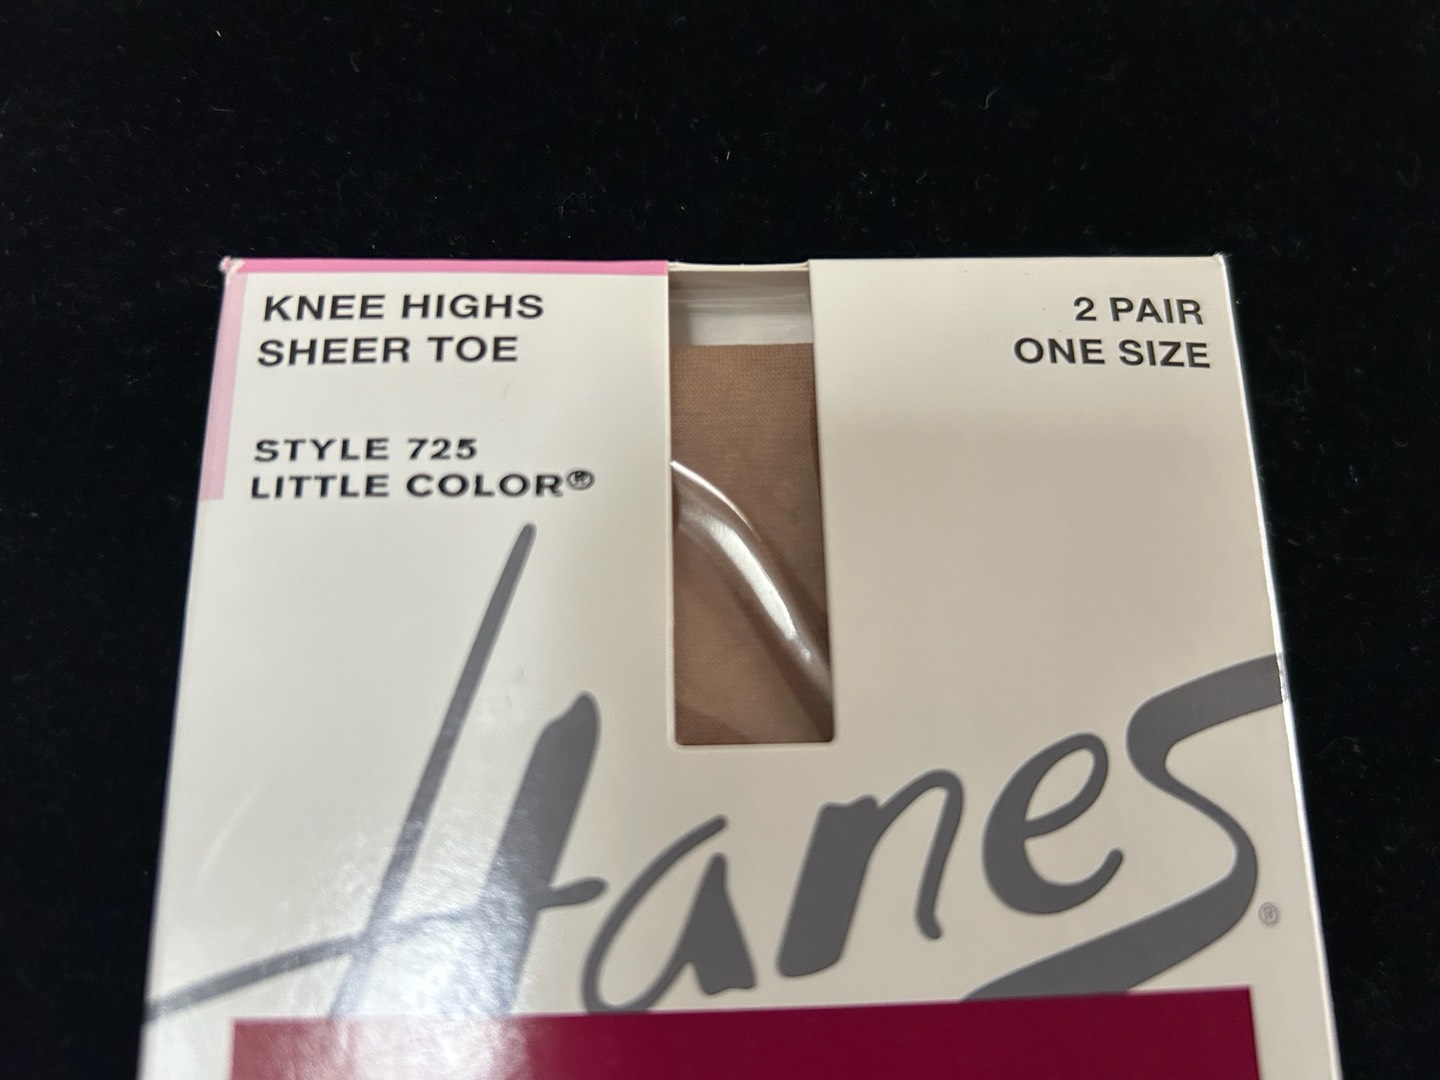 KNEE HIGHS
SHEER TOE
2 PAIR
ONE SIZE
STYLE 725
LITTLE COLOR®
Hanes®